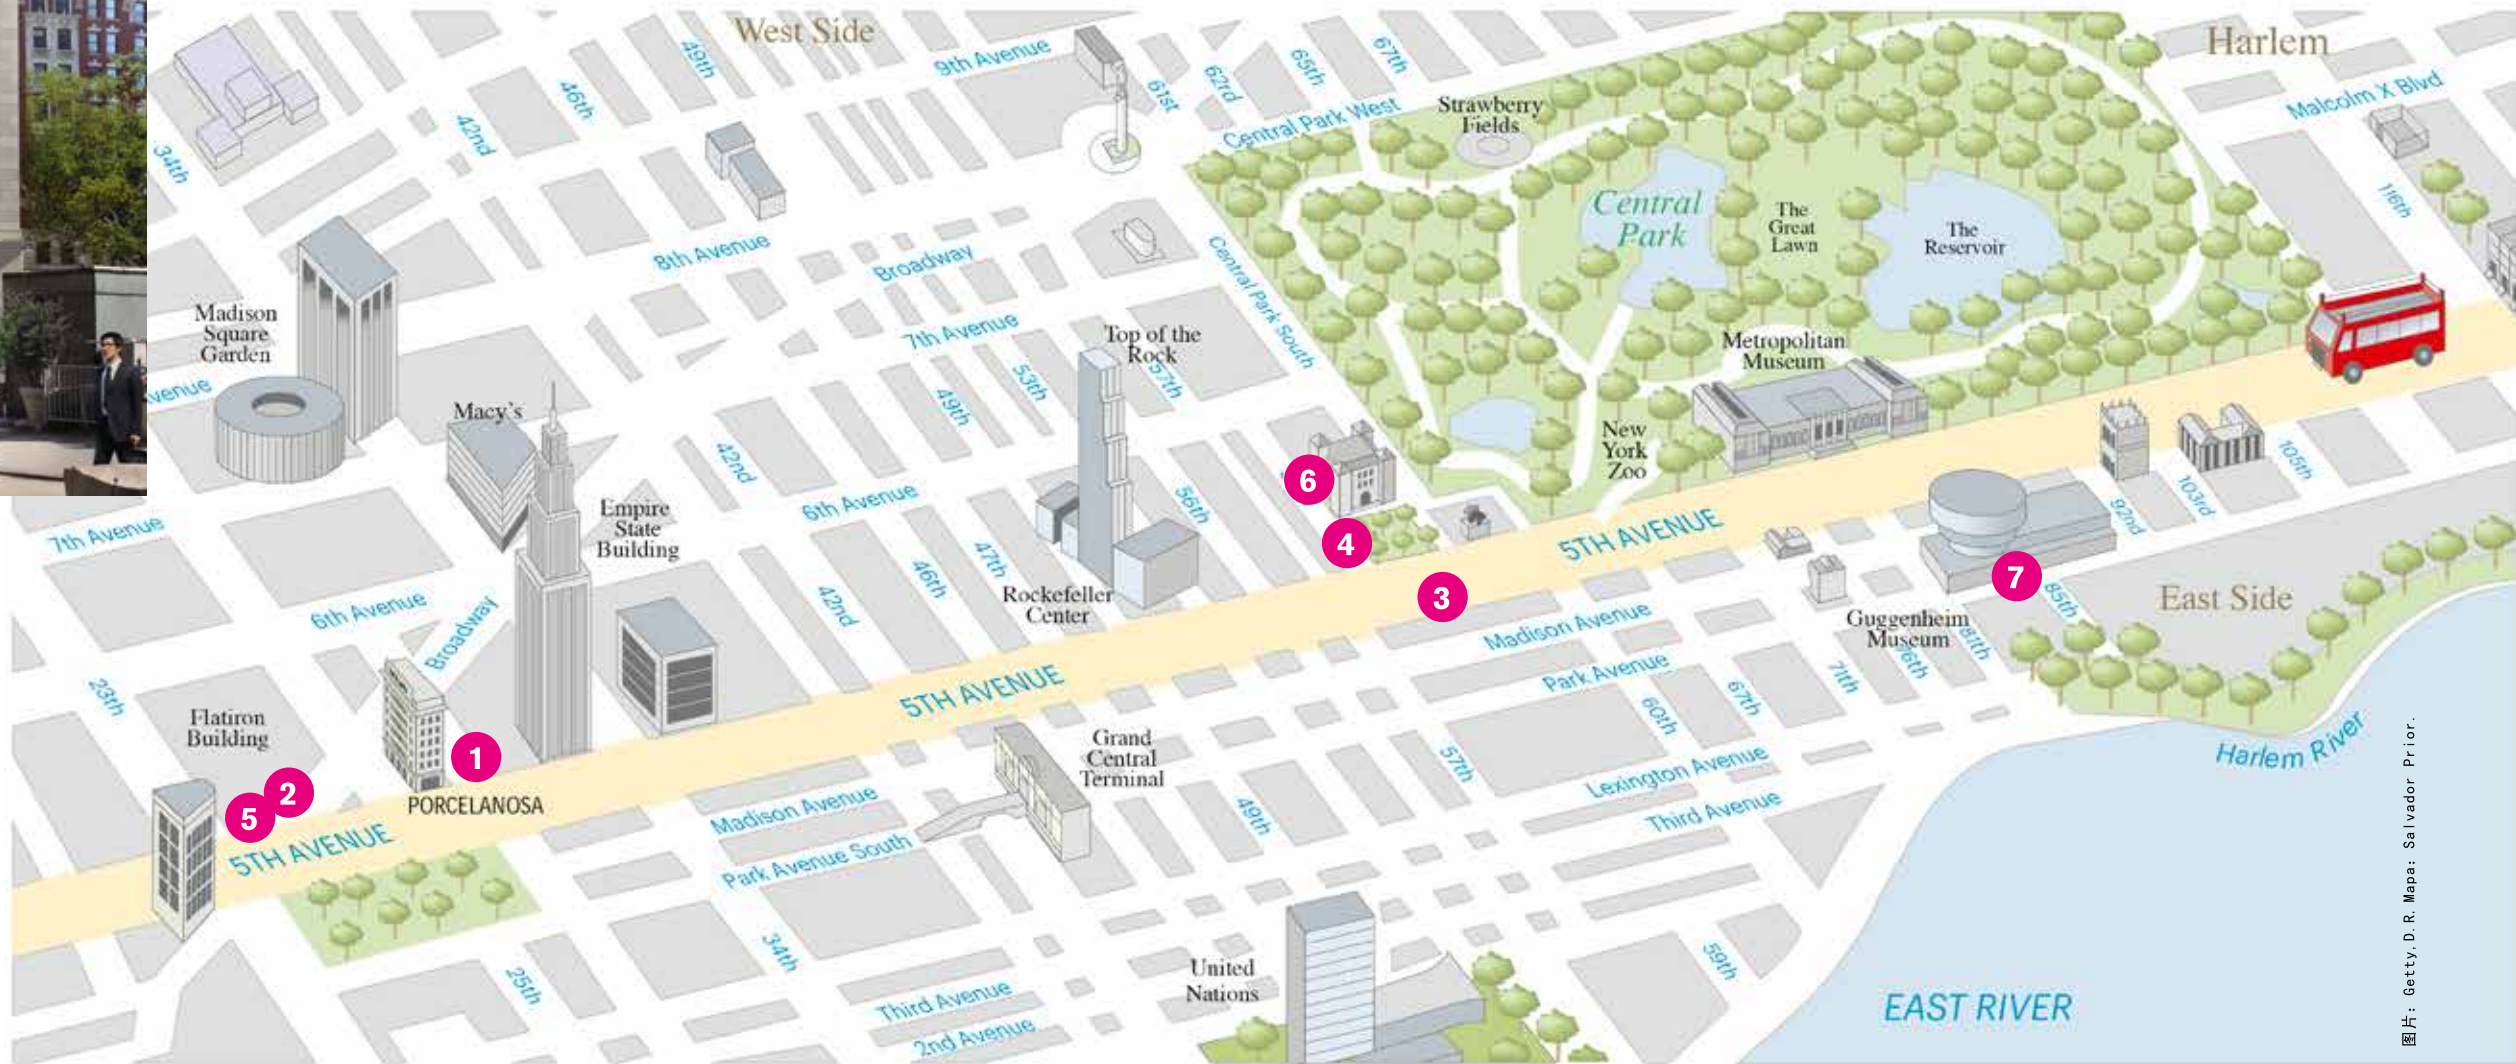 West Side
Harlem
49th
9th Avenue
67th
65th
62rd
61st
46th
42nd
34th
Central Park West
Strawberry
Fields
Malcolm X Blvd
116th
Central
Park
The
Great
Lawn
The
Reservoir
8th Avenue
Broadway
Central Park South
Madison
Square
Garden
7th Avenue
Top of the
Rock
57th
53th
49th
Metropolitan
Museum
venue
Macy's
42nd
New
York
Zoo
6
105th
103rd
92nd
Empire
State
Building
6th Avenue
56th
7th Avenue
4
5TH AVENUE
47th
46th
42nd
Rockefeller
Center
3
7
85th
East Side
6th Avenue
Broadway
Madison Avenue
Guggenheim
Museum
81th
76th
71th
Park Avenue
67th
60th
5TH AVENUE
23th
Flatiron
Building
1
2
5
PORCELANOSA
5TH AVENUE
Grand
Central
Terminal
57th
Harlem River
Lexington Avenue
Third Avenue
Madison Avenue
49th
Park Avenue South
34th
25th
59th
United
Nations
Third Avenue
2nd Avenue
EAST RIVER
图片: Getty, D.R. Mapa: Salvador Prior.